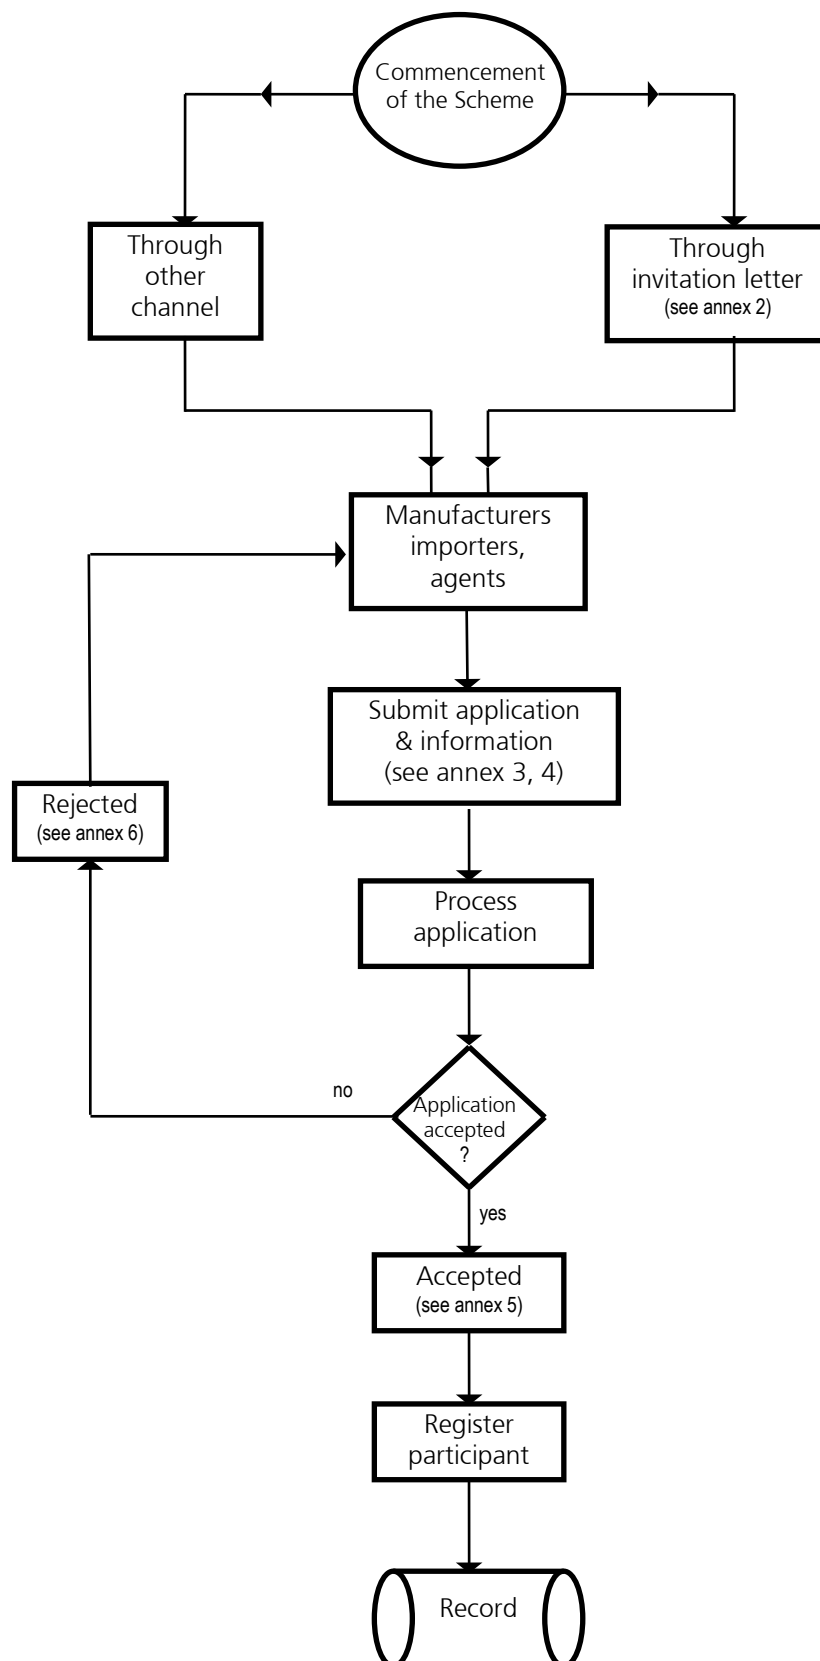 Commencement
of the Scheme
Through
other
channel
Through
invitation letter
(see annex 2)
Manufacturers
importers,
agents
Submit application
& information
(see annex 3, 4)
Rejected
(see annex 6)
Process
application
no
Application
accepted
?
yes
Accepted
(see annex 5)
Register
participant
Record